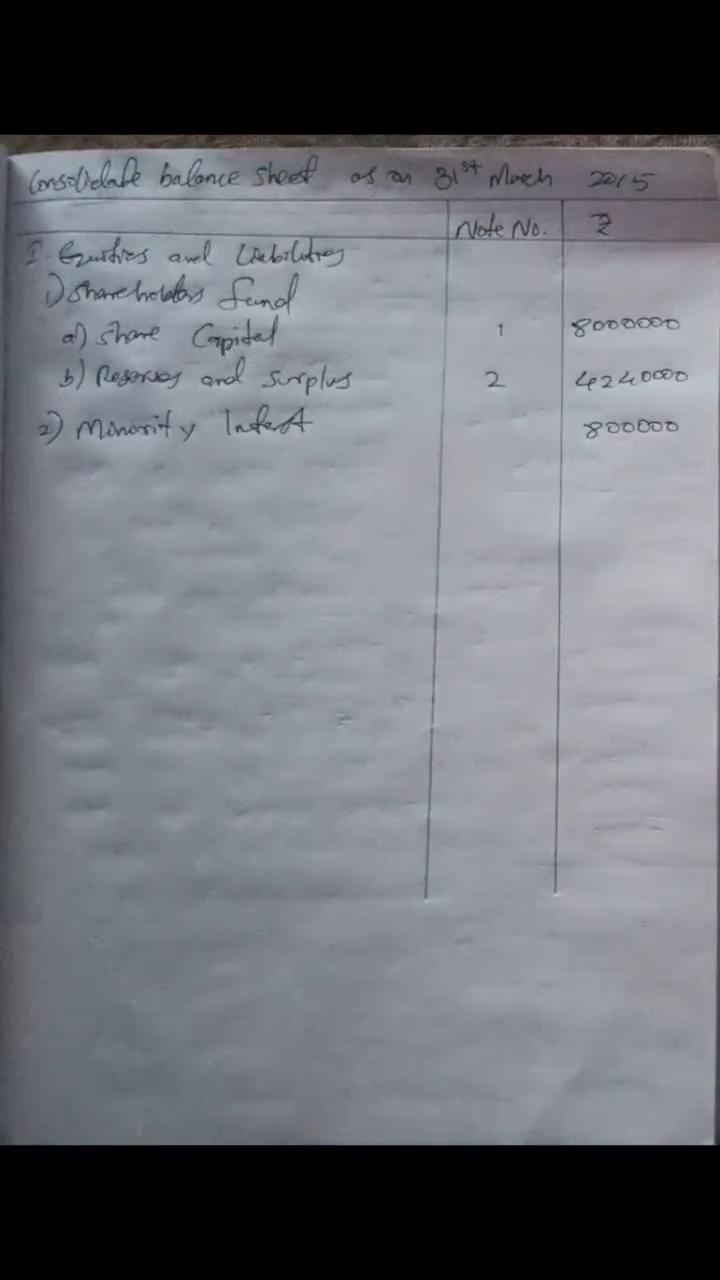 Consolidate balance sheet as on 31st March 2015
Note No. ₹
I. Equities and Liabilities
1) Shareholders fund
a) Share Capital 1 8000000
b) Reserves and Surplus 2 4240000
2) Minority Interst 800000